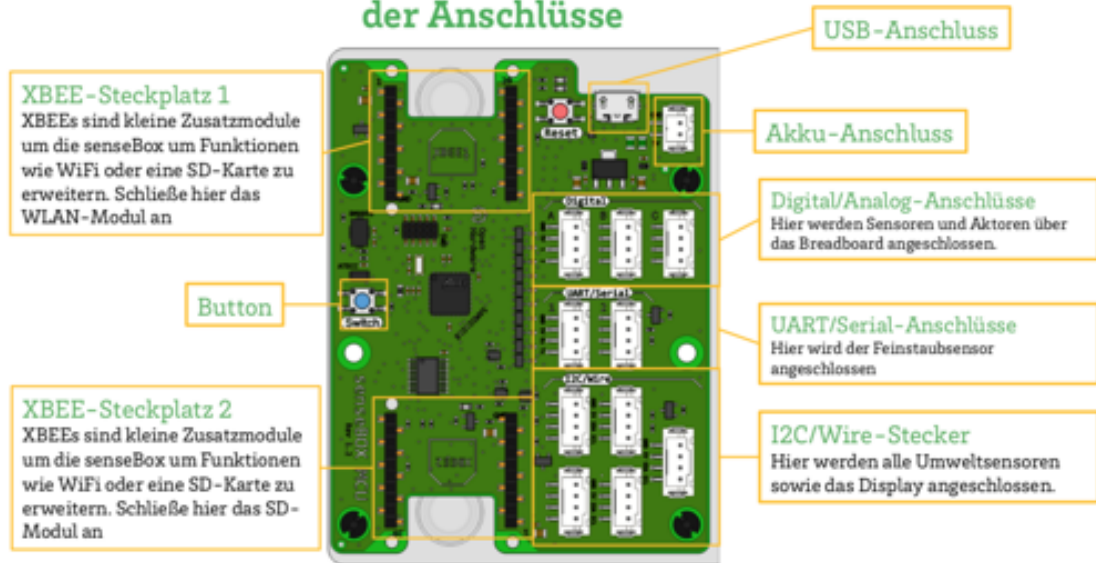 der Anschlüsse
USB-Anschluss
XBEE-Steckplatz 1
XBEEs sind kleine Zusatzmodule
um die senseBox um Funktionen
wie WiFi oder eine SD-Karte zu
erweitern. Schließe hier das
WLAN-Modul an
Reset
Akku-Anschluss
Digital
A
B
C
Digital/Analog-Anschlüsse
Hier werden Sensoren und Aktoren über
das Breadboard angeschlossen.
Button
Switch
UART/Serial
UART/Serial-Anschlüsse
Hier wird der Feinstaubsensor
angeschlossen
XBEE-Steckplatz 2
XBEEs sind kleine Zusatzmodule
um die senseBox um Funktionen
wie WiFi oder eine SD-Karte zu
erweitern. Schließe hier das SD-
Modul an
I2C/Wire
I2C/Wire-Stecker
Hier werden alle Umweltsensoren
sowie das Display angeschlossen.